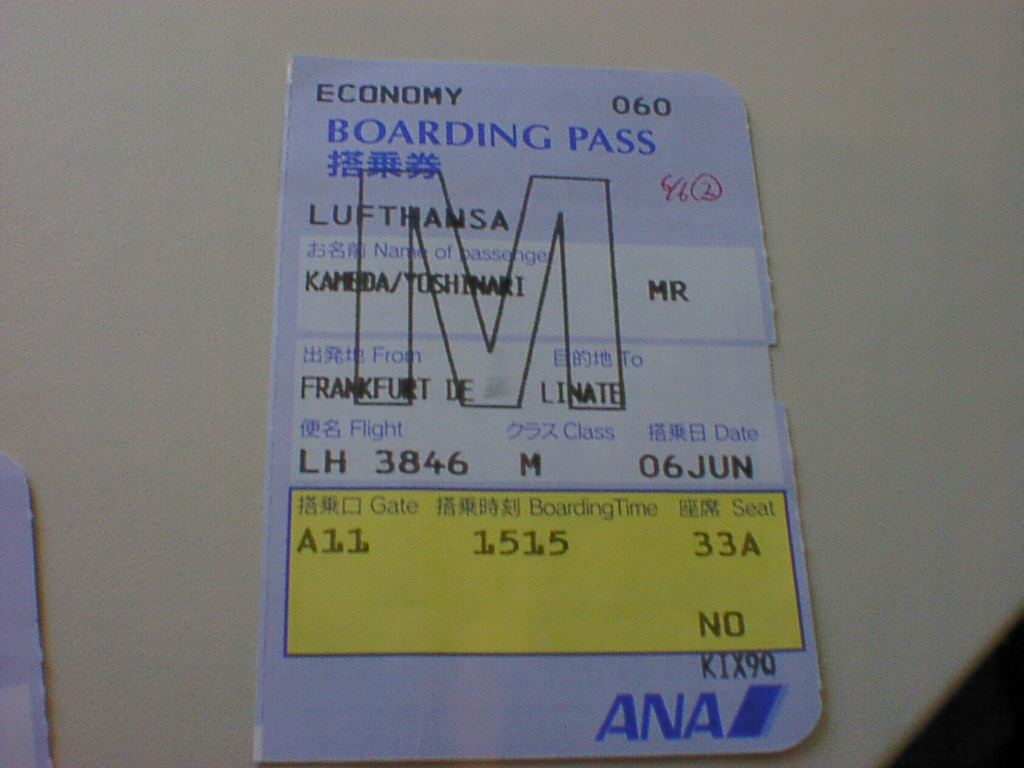 ECONOMY 060
BOARDING PASS
搭乗券
6/6②
LUFTHANSA
お名前 Name of passenger
KAMEDA/YOSHINARI MR
出発地 From 目的地 To
FRANKFURT DE LINATE
便名 Flight クラス Class 搭乗日 Date
LH 3846 M 06JUN
搭乗口 Gate 搭乗時刻 BoardingTime 座席 Seat
A11 1515 33A
NO
KIX9Q
ANA
M